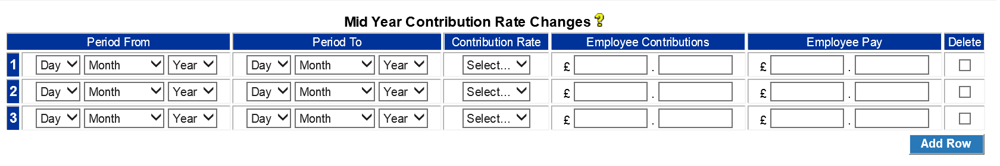 Mid Year Contribution Rate Changes ?
Period From Period To Contribution Rate Employee Contributions Employee Pay Delete
1 Day Month Year Day Month Year Select... £ . £ .
2 Day Month Year Day Month Year Select... £ . £ .
3 Day Month Year Day Month Year Select... £ . £ .
Add Row